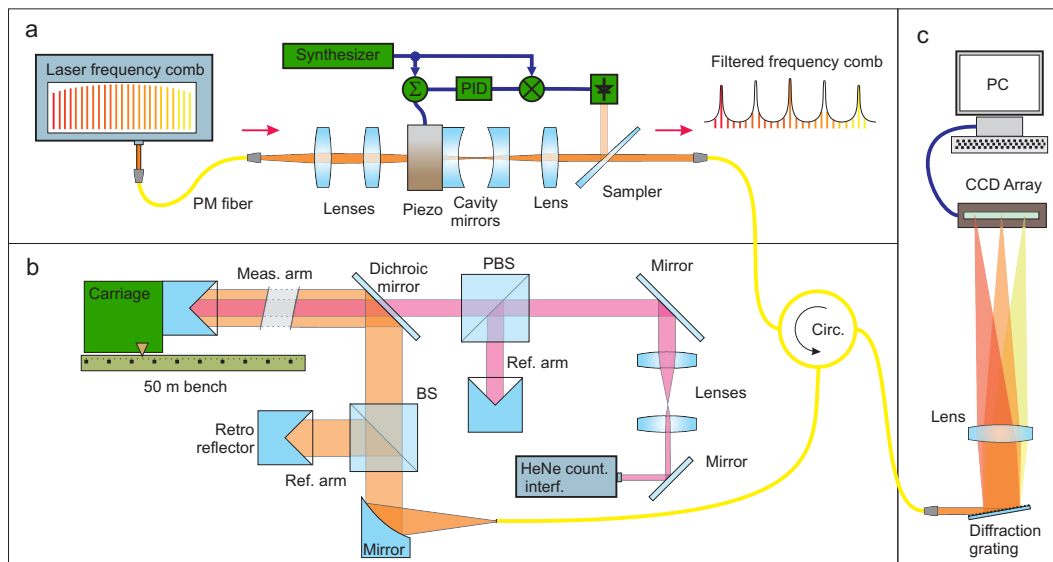 a
Laser frequency comb
Synthesizer
Σ
PID
Filtered frequency comb
PM fiber
Lenses
Piezo
Cavity
mirrors
Lens
Sampler
b
Carriage
Meas. arm
Dichroic
mirror
PBS
Mirror
50 m bench
Ref. arm
Lenses
BS
Retro
reflector
Ref. arm
HeNe count.
interf.
Mirror
Mirror
Circ.
c
PC
CCD Array
Lens
Diffraction
grating